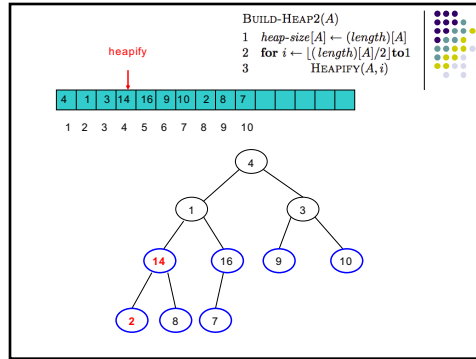 BUILD-HEAP2(A)
1 heap-size[A] ← (length)[A]
2 for i ← ⌊(length)[A]/2⌋to1
3 HEAPIFY(A, i)
heapify
4 1 3 14 16 9 10 2 8 7
1 2 3 4 5 6 7 8 9 10
4
1 3
14 16 9 10
2 8 7